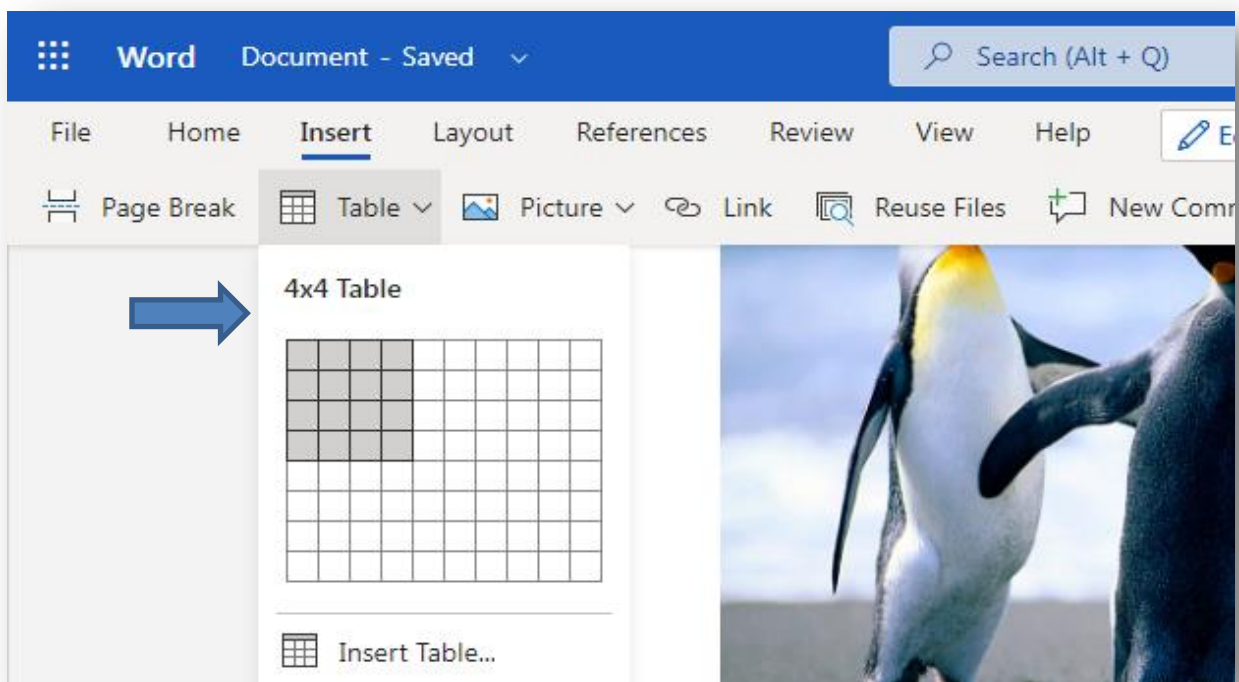 Word Document - Saved Search (Alt + Q)
File Home Insert Layout References Review View Help
Page Break Table Picture Link Reuse Files New
4x4 Table
Insert Table...